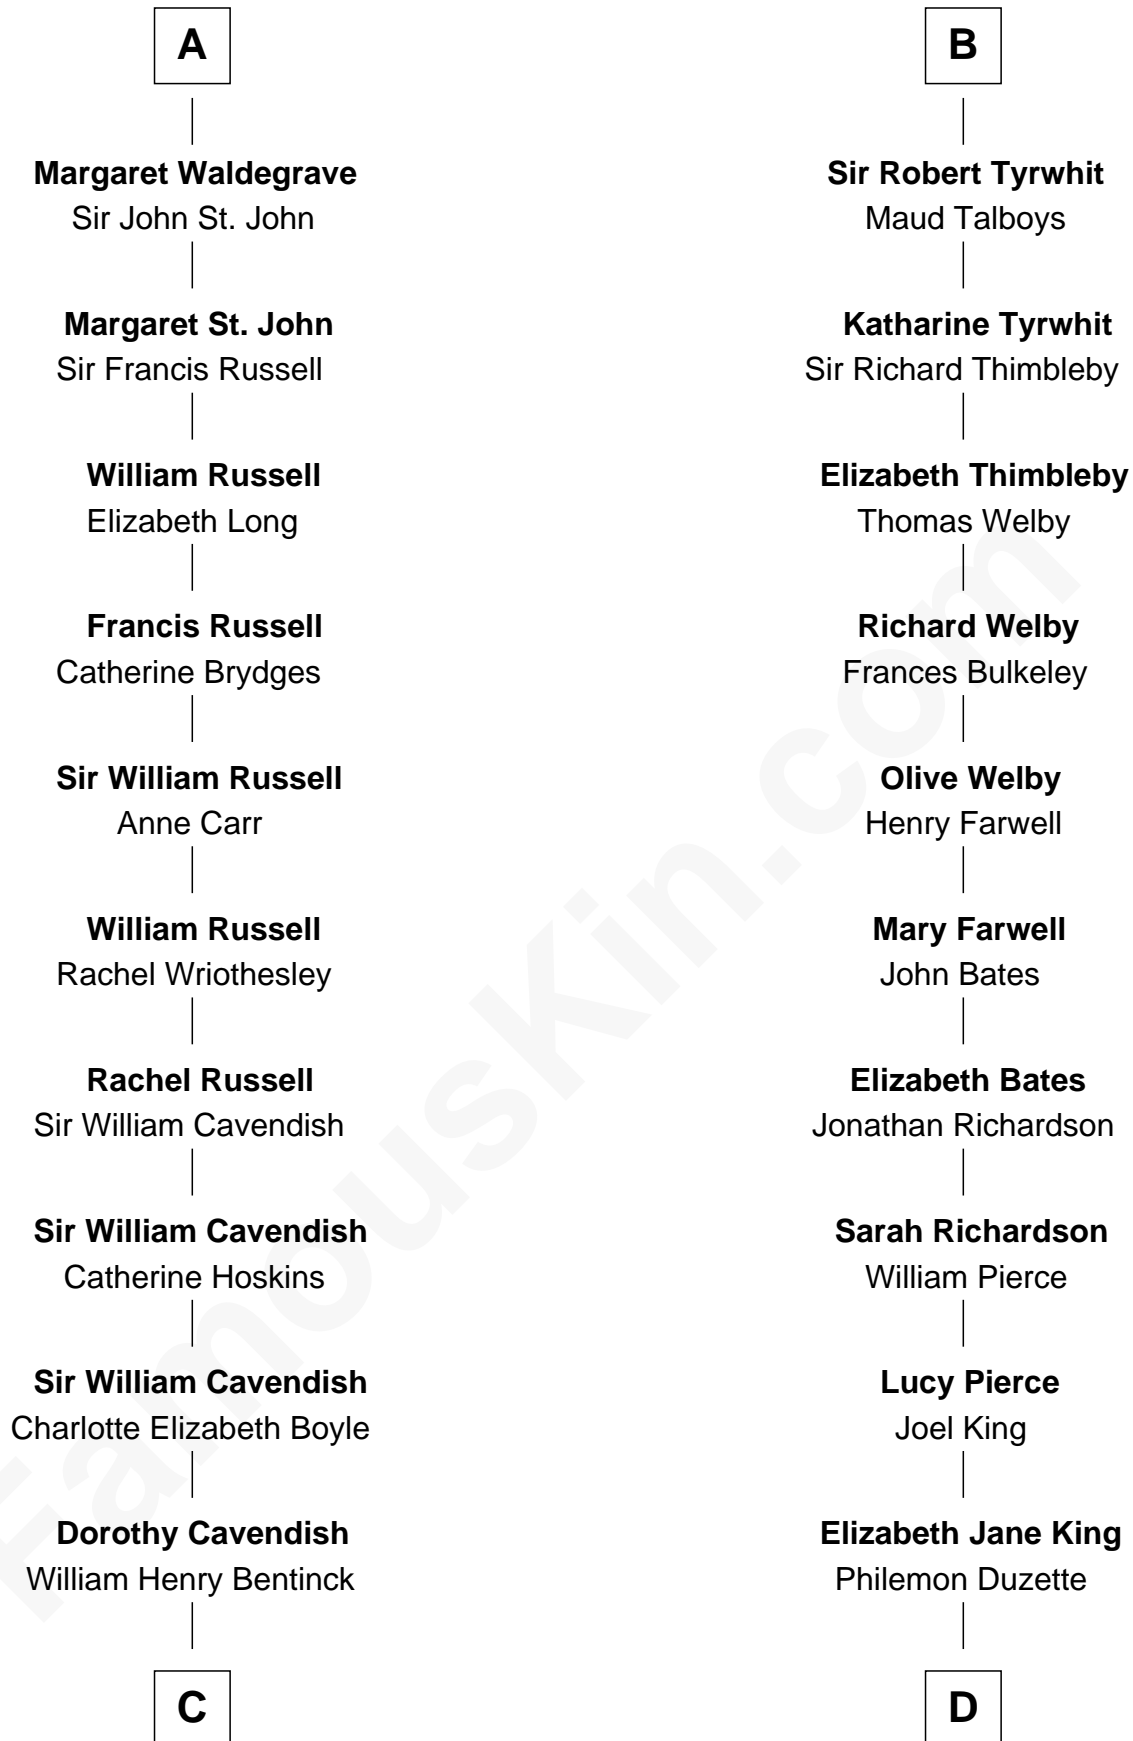 A
Margaret Waldegrave
Sir John St. John
Margaret St. John
Sir Francis Russell
William Russell
Elizabeth Long
Francis Russell
Catherine Brydges
Sir William Russell
Anne Carr
William Russell
Rachel Wriothesley
Rachel Russell
Sir William Cavendish
Sir William Cavendish
Catherine Hoskins
Sir William Cavendish
Charlotte Elizabeth Boyle
Dorothy Cavendish
William Henry Bentinck
C
B
Sir Robert Tyrwhit
Maud Talboys
Katharine Tyrwhit
Sir Richard Thimbleby
Elizabeth Thimbleby
Thomas Welby
Richard Welby
Frances Bulkeley
Olive Welby
Henry Farwell
Mary Farwell
John Bates
Elizabeth Bates
Jonathan Richardson
Sarah Richardson
William Pierce
Lucy Pierce
Joel King
Elizabeth Jane King
Philemon Duzette
D
FamousKin.com